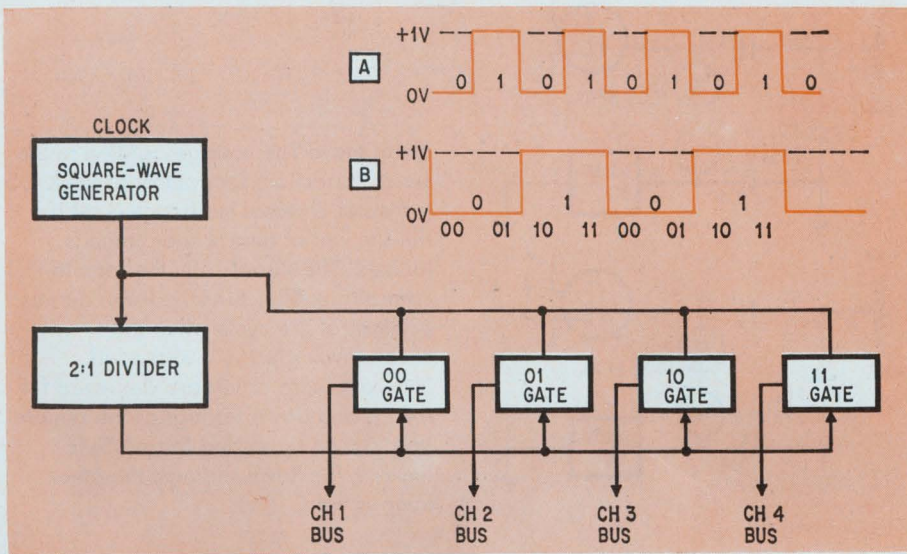 +1V
A
0 1 0 1 0 1 0 1 0
0V
CLOCK
SQUARE-WAVE
GENERATOR
+1V
B
0 1 0 1
0V
00 01 10 11 00 01 10 11
2:1 DIVIDER
00
GATE
01
GATE
10
GATE
11
GATE
CH 1
BUS
CH 2
BUS
CH 3
BUS
CH 4
BUS